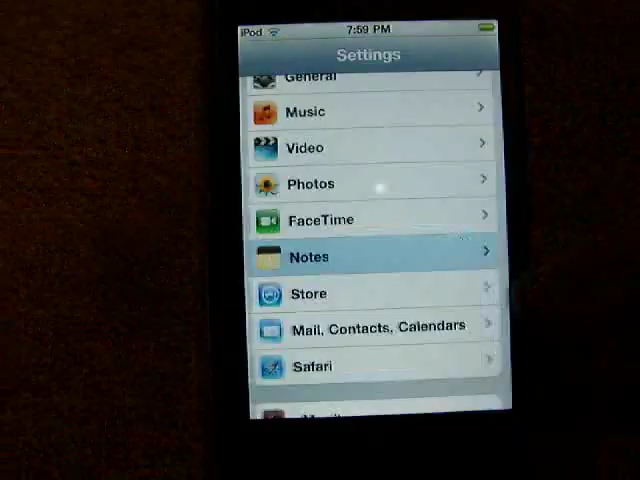 iPod 7:59 PM
Settings
General
Music
Video
Photos
FaceTime
Notes
Store
Mail, Contacts, Calendars
Safari